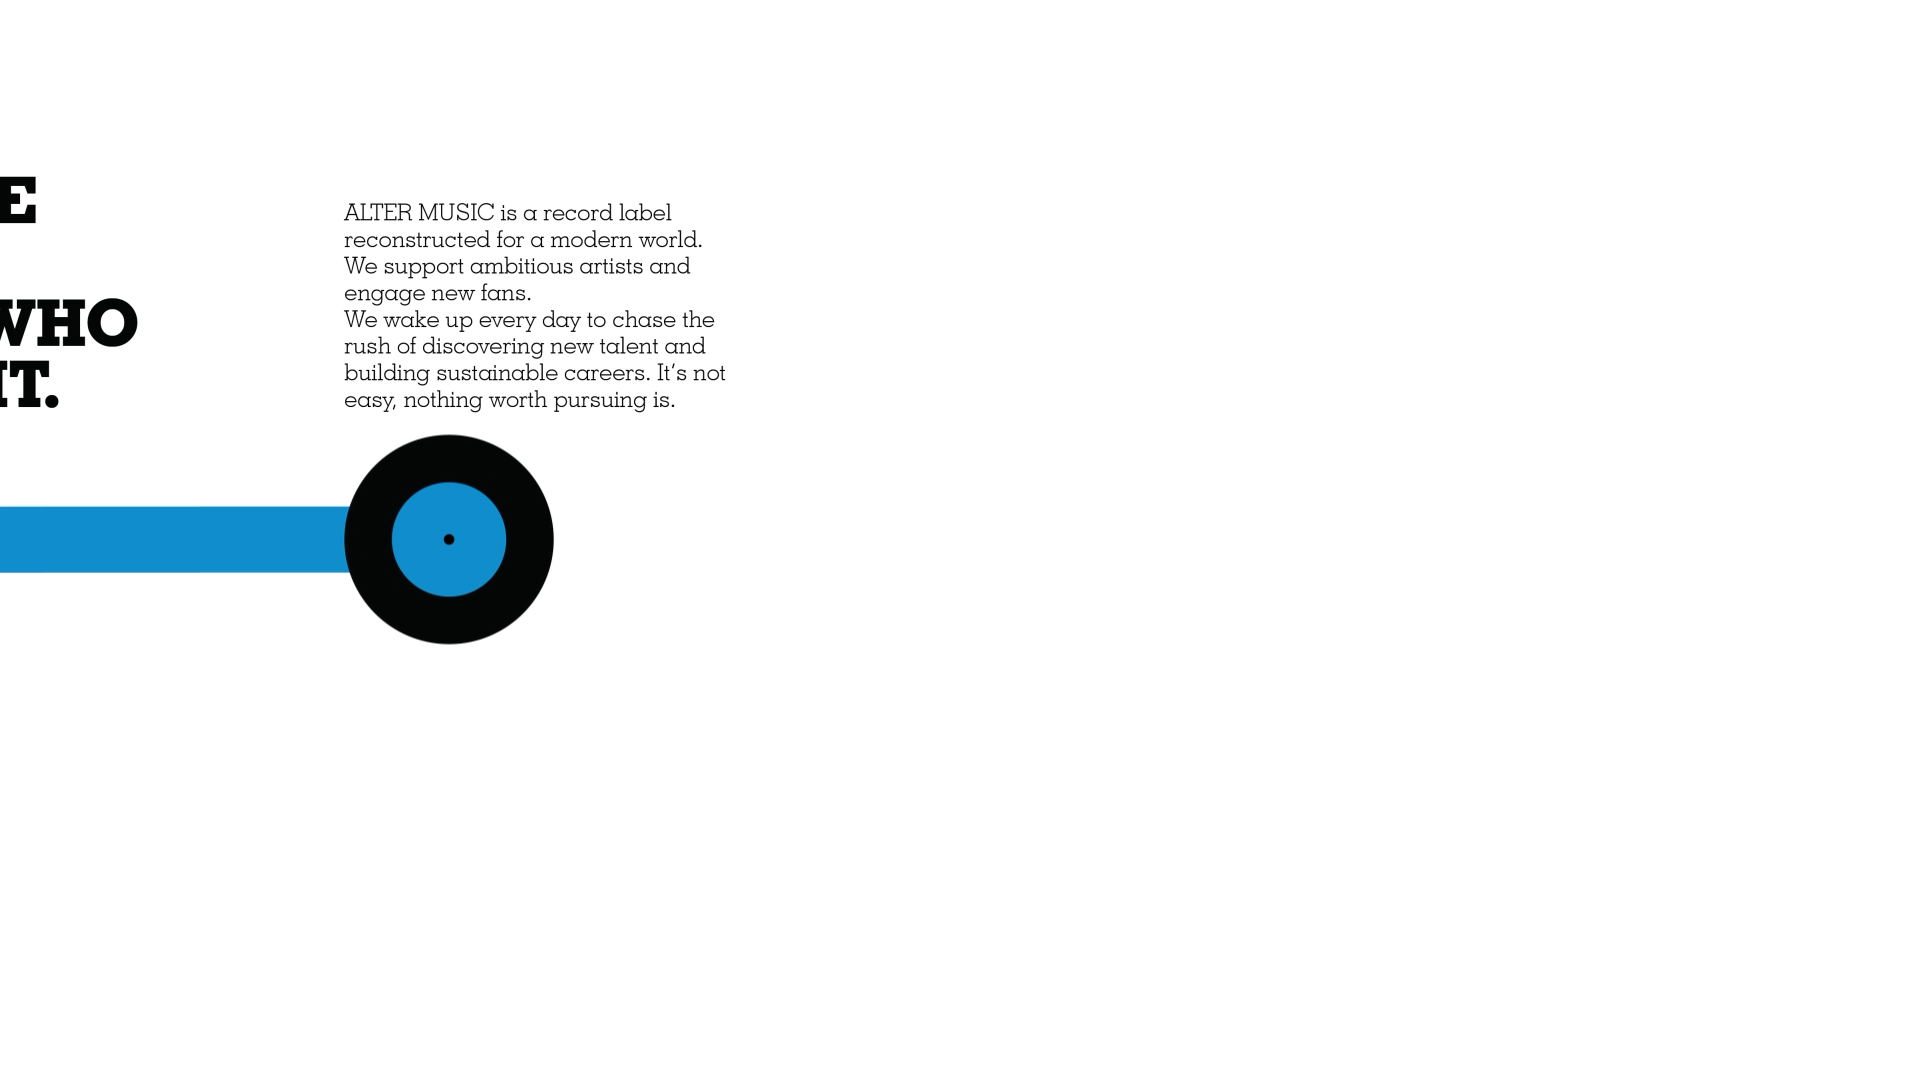 E
WHO
IT.
ALTER MUSIC is a record label
reconstructed for a modern world.
We support ambitious artists and
engage new fans.
We wake up every day to chase the
rush of discovering new talent and
building sustainable careers. It’s not
easy, nothing worth pursuing is.